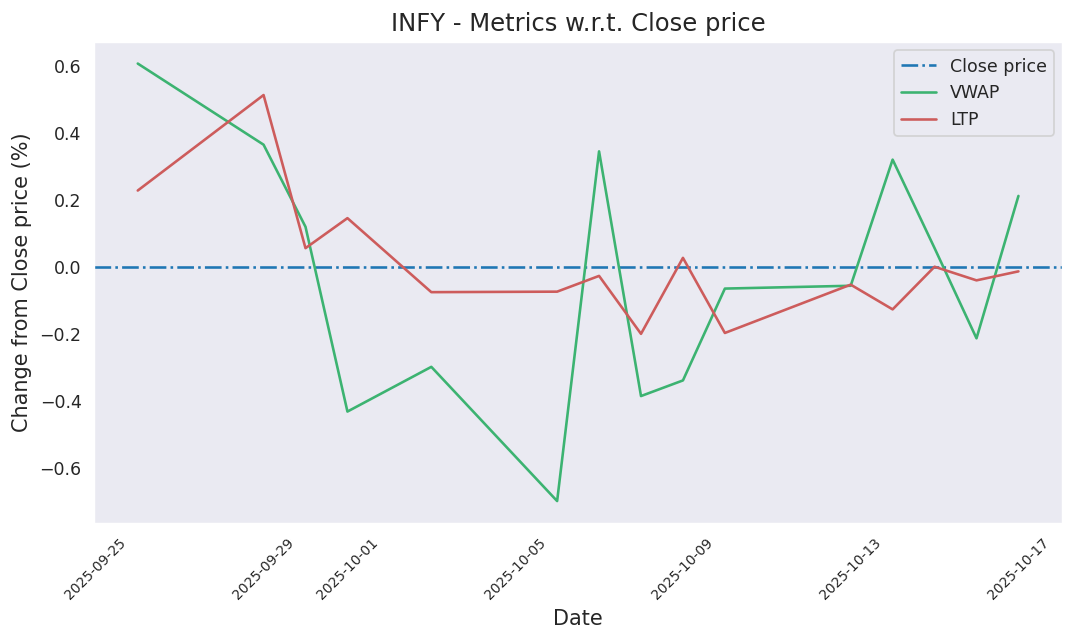 INFY - Metrics w.r.t. Close price
Close price
VWAP
LTP
Change from Close price (%)
0.6
0.4
0.2
0.0
−0.2
−0.4
−0.6
2025-09-25
2025-09-29
2025-10-01
2025-10-05
2025-10-09
2025-10-13
2025-10-17
Date